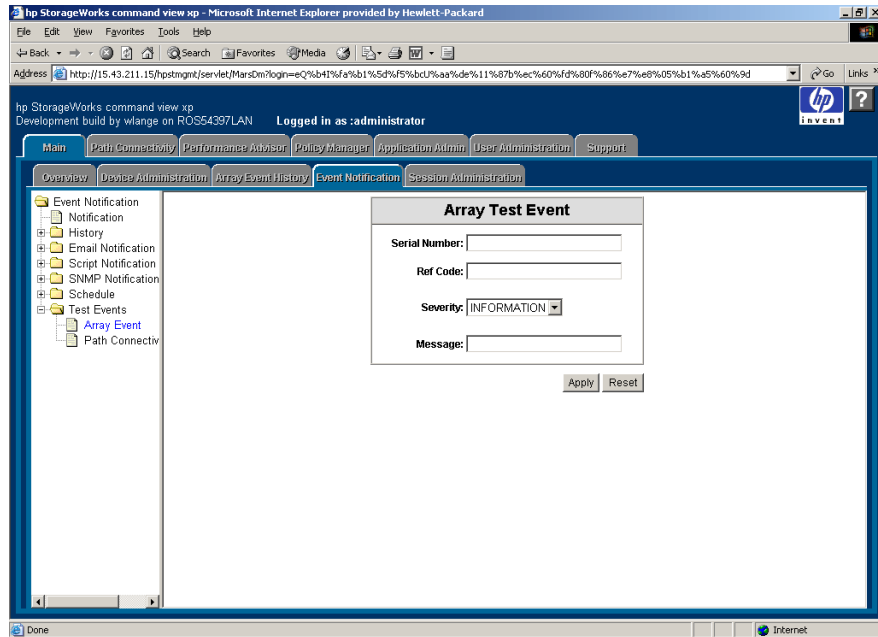 hp StorageWorks command view xp - Microsoft Internet Explorer provided by Hewlett-Packard
File Edit View Favorites Tools Help
Back Search Favorites Media
Address http://15.43.211.15/hpstmgmt/servlet/MarsDm?login=eQ%b4I%fa%b1%5d%f5%bcU%aa%de%11%87b%ec%60%fd%80f%86%e7%e8%05%b1%a5%60%9d Go Links »
hp StorageWorks command view xp
Development build by wlange on ROS54397LAN Logged in as :administrator
hp
invent
?
Main Path Connectivity Performance Advisor Policy Manager Application Admin User Administration Support
Overview Device Administration Array Event History Event Notification Session Administration
Event Notification
Notification
History
Email Notification
Script Notification
SNMP Notification
Schedule
Test Events
Array Event
Path Connectiv
Array Test Event
Serial Number:
Ref Code:
Severity: INFORMATION
Message:
Apply Reset
Done Internet